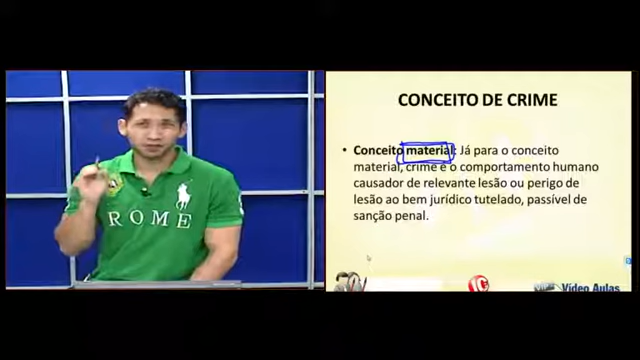 ROME
CONCEITO DE CRIME
• Conceito material: Já para o conceito
material, crime é o comportamento humano
causador de relevante lesão ou perigo de
lesão ao bem jurídico tutelado, passível de
sanção penal.
Vídeo Aulas